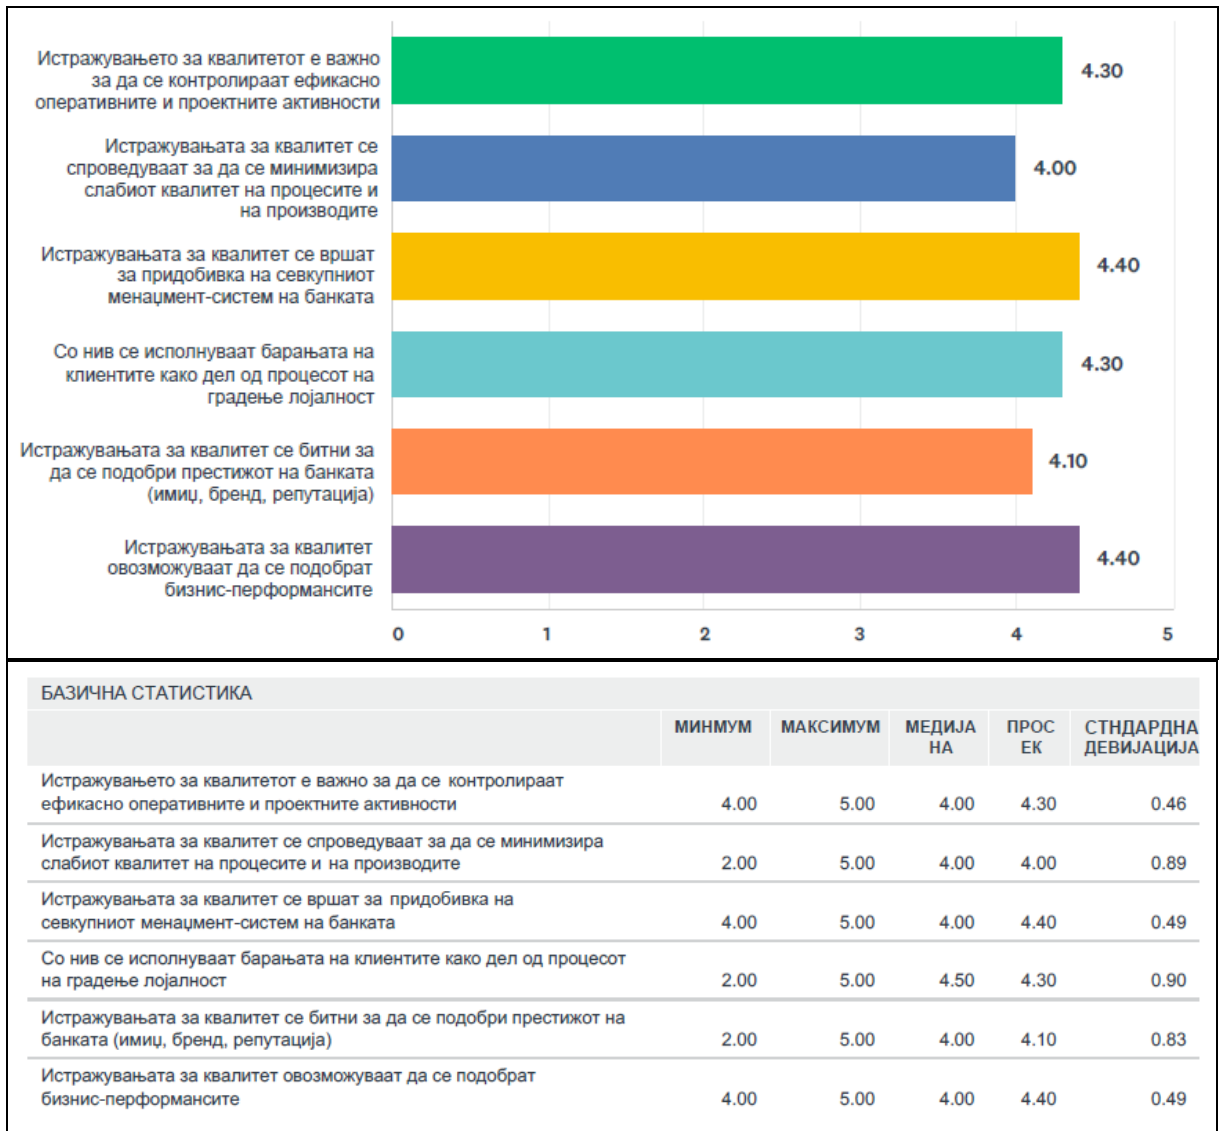 Истражувањето за квалитетот е важно
за да се контролираат ефикасно
оперативните и проектните активности
4.30
Истражувањата за квалитет се
спроведуваат за да се минимизира
слабиот квалитет на процесите и
на производите
4.00
Истражувањата за квалитет се вршат
за придобивка на севкупниот
менаџмент-систем на банката
4.40
Со нив се исполнуваат барањата на
клиентите како дел од процесот на
градење лојалност
4.30
Истражувањата за квалитет се битни за
да се подобри престижот на банката
(имиџ, бренд, репутација)
4.10
Истражувањата за квалитет
овозможуваат да се подобрат
бизнис-перформансите
4.40
0 1 2 3 4 5
БАЗИЧНА СТАТИСТИКА
МИНМУМ МАКСИМУМ МЕДИЈА ПРОС СТНДАРДНА
НА ЕК ДЕВИЈАЦИЈА
Истражувањето за квалитетот е важно за да се контролираат
ефикасно оперативните и проектните активности 4.00 5.00 4.00 4.30 0.46
Истражувањата за квалитет се спроведуваат за да се минимизира
слабиот квалитет на процесите и на производите 2.00 5.00 4.00 4.00 0.89
Истражувањата за квалитет се вршат за придобивка на
севкупниот менаџмент-систем на банката 4.00 5.00 4.00 4.40 0.49
Со нив се исполнуваат барањата на клиентите како дел од процесот
на градење лојалност 2.00 5.00 4.50 4.30 0.90
Истражувањата за квалитет се битни за да се подобри престижот на
банката (имиџ, бренд, репутација) 2.00 5.00 4.00 4.10 0.83
Истражувањата за квалитет овозможуваат да се подобрат
бизнис-перформансите 4.00 5.00 4.00 4.40 0.49